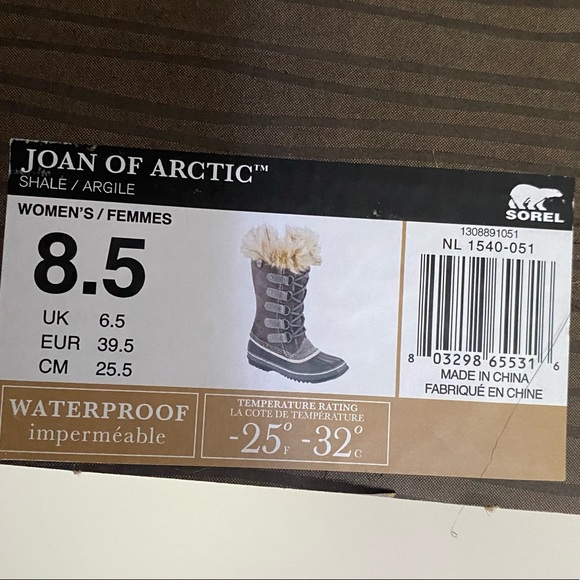 JOAN OF ARCTIC™
SHALE / ARGILE
SOREL
WOMEN'S / FEMMES
8.5
UK 6.5
EUR 39.5
CM 25.5
1308891051
NL 1540-051
8 03298 65531 6
MADE IN CHINA
FABRIQUÉ EN CHINE
WATERPROOF
imperméable
TEMPERATURE RATING
LA COTE DE TEMPÉRATURE
-25°F -32°C